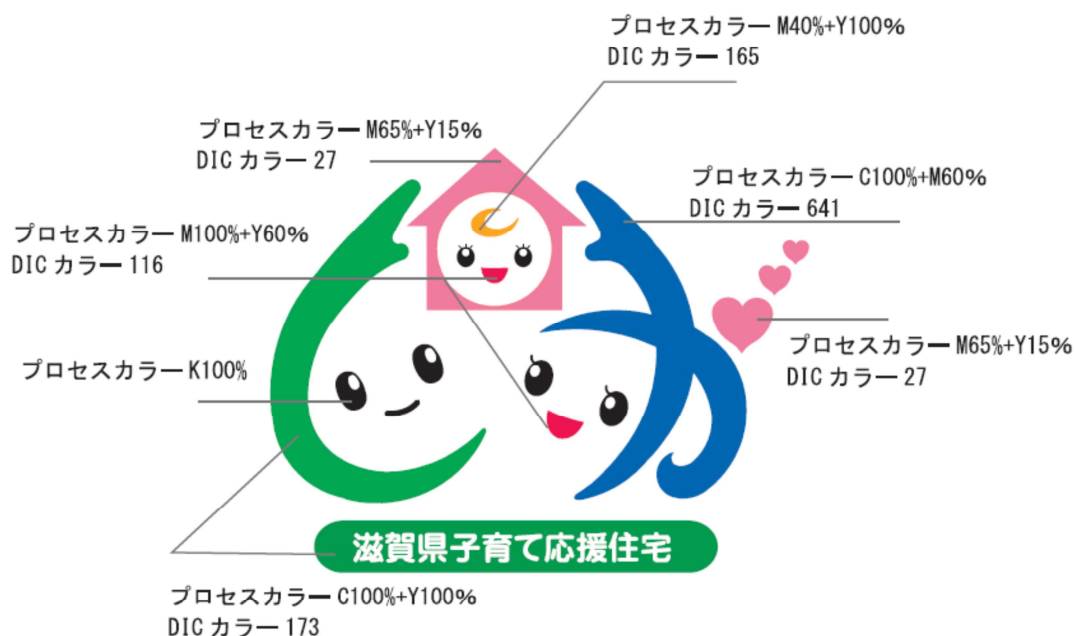 プロセスカラー M40%+Y100%
DIC カラー 165
プロセスカラー M65%+Y15%
DIC カラー 27
プロセスカラー C100%+M60%
DIC カラー 641
プロセスカラー M100%+Y60%
DIC カラー 116
プロセスカラー M65%+Y15%
DIC カラー 27
プロセスカラー K100%
滋賀県子育て応援住宅
プロセスカラー C100%+Y100%
DIC カラー 173